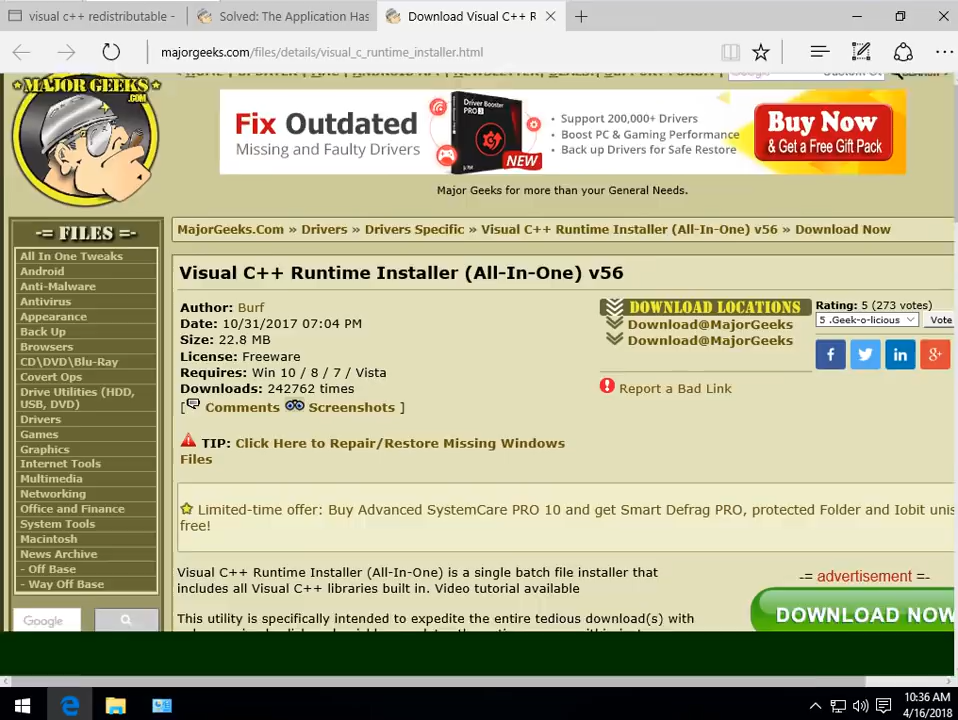 visual c++ redistributable -
Solved: The Application Has
Download Visual C++ R
majorgeeks.com/files/details/visual_c_runtime_installer.html
MAJOR GEEKS
.COM
Fix Outdated
Missing and Faulty Drivers
DRIVER BOOSTER
PRO
NEW
• Support 200,000+ Drivers
• Boost PC & Gaming Performance
• Back up Drivers for Safe Restore
Buy Now
& Get a Free Gift Pack
Major Geeks for more than your General Needs.
-= FILES =-
All In One Tweaks
Android
Anti-Malware
Antivirus
Appearance
Back Up
Browsers
CD\DVD\Blu-Ray
Covert Ops
Drive Utilities (HDD,
USB, DVD)
Drivers
Games
Graphics
Internet Tools
Multimedia
Networking
Office and Finance
System Tools
Macintosh
News Archive
- Off Base
- Way Off Base
Google
MajorGeeks.Com » Drivers » Drivers Specific » Visual C++ Runtime Installer (All-In-One) v56 » Download Now
Visual C++ Runtime Installer (All-In-One) v56
Author: Burf
Date: 10/31/2017 07:04 PM
Size: 22.8 MB
License: Freeware
Requires: Win 10 / 8 / 7 / Vista
Downloads: 242762 times
[ Comments Screenshots ]
DOWNLOAD LOCATIONS
Download@MajorGeeks
Download@MajorGeeks
Report a Bad Link
Rating: 5 (273 votes)
5 .Geek-o-licious
Vote
TIP: Click Here to Repair/Restore Missing Windows
Files
Limited-time offer: Buy Advanced SystemCare PRO 10 and get Smart Defrag PRO, protected Folder and Iobit unis
free!
Visual C++ Runtime Installer (All-In-One) is a single batch file installer that
includes all Visual C++ libraries built in. Video tutorial available
This utility is specifically intended to expedite the entire tedious download(s) with
-= advertisement =-
DOWNLOAD NOW
10:36 AM
4/16/2018